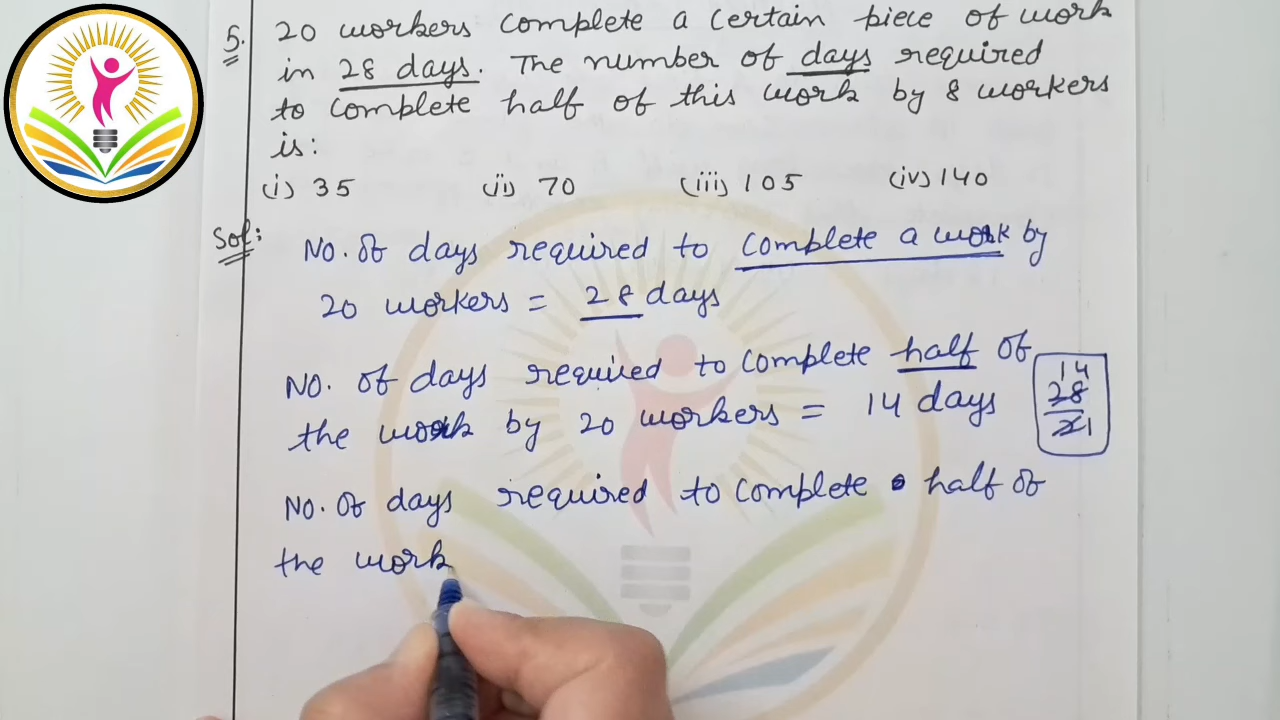 5. 20 workers complete a certain piece of work
in 28 days. The number of days required
to complete half of this work by 8 workers
is:
(i) 35 (ii) 70 (iii) 105 (iv) 140
Sol: No. of days required to complete a work by
20 workers = 28 days
No. of days required to complete half of
the work by 20 workers = 14 days
14
28
2 1
No. of days required to complete half of
the work